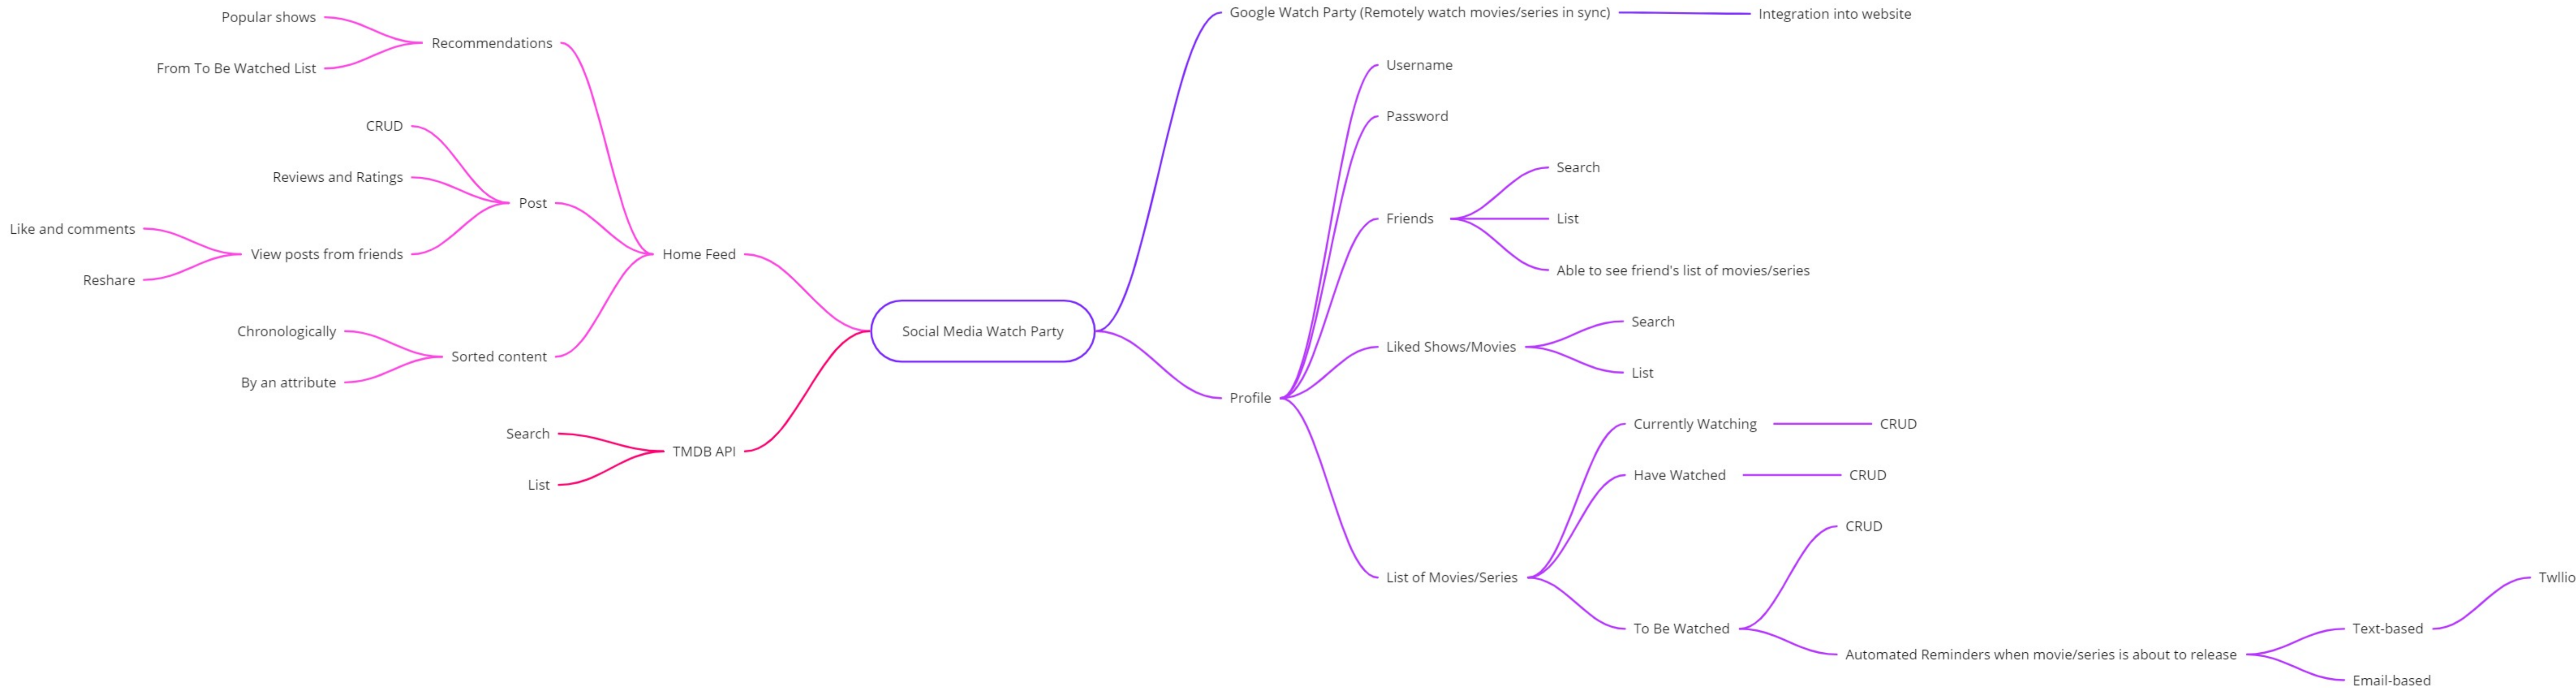 Popular shows
Recommendations
From To Be Watched List
CRUD
Reviews and Ratings
Post
Like and comments
View posts from friends
Reshare
Home Feed
Chronologically
Sorted content
By an attribute
Search
TMDB API
List
Social Media Watch Party
Google Watch Party (Remotely watch movies/series in sync)
Integration into website
Username
Password
Search
Friends
List
Able to see friend's list of movies/series
Search
Liked Shows/Movies
List
Profile
Currently Watching
CRUD
Have Watched
CRUD
CRUD
List of Movies/Series
Twllio
To Be Watched
Text-based
Automated Reminders when movie/series is about to release
Email-based